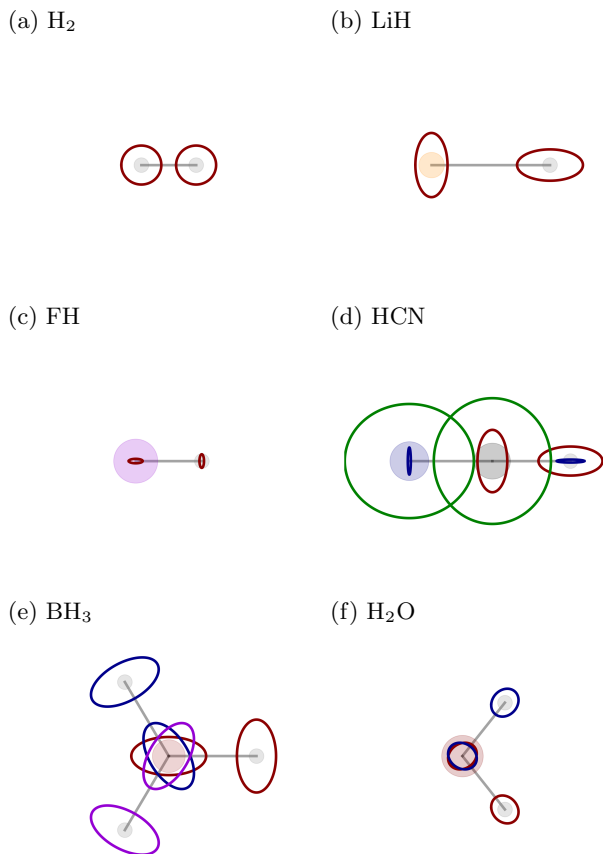 (a) H₂
(b) LiH
(c) FH
(d) HCN
(e) BH₃
(f) H₂O